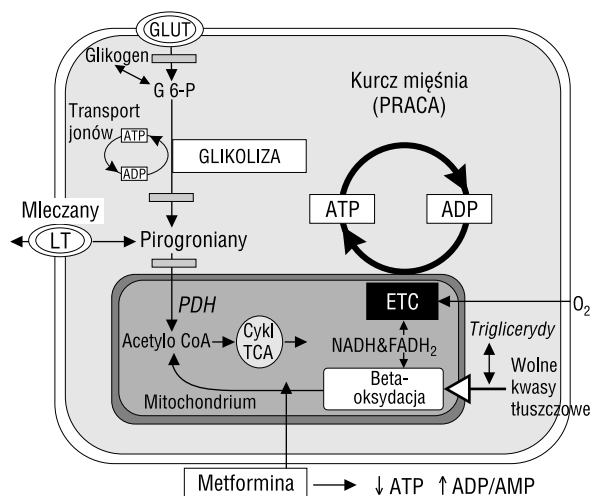 GLUT
Glikogen
G 6-P
Kurcz mięśnia
(PRACA)
Transport
jonów
ATP
ADP
GLIKOLIZA
ATP
ADP
Mleczany
LT
Pirogroniany
PDH
ETC
O₂
Acetylo CoA
Cykl
TCA
NADH&FADH₂
Triglicerydy
Wolne
kwasy
tłuszczowe
Beta-
oksydacja
Mitochondrium
Metformina
↓ ATP ↑ ADP/AMP